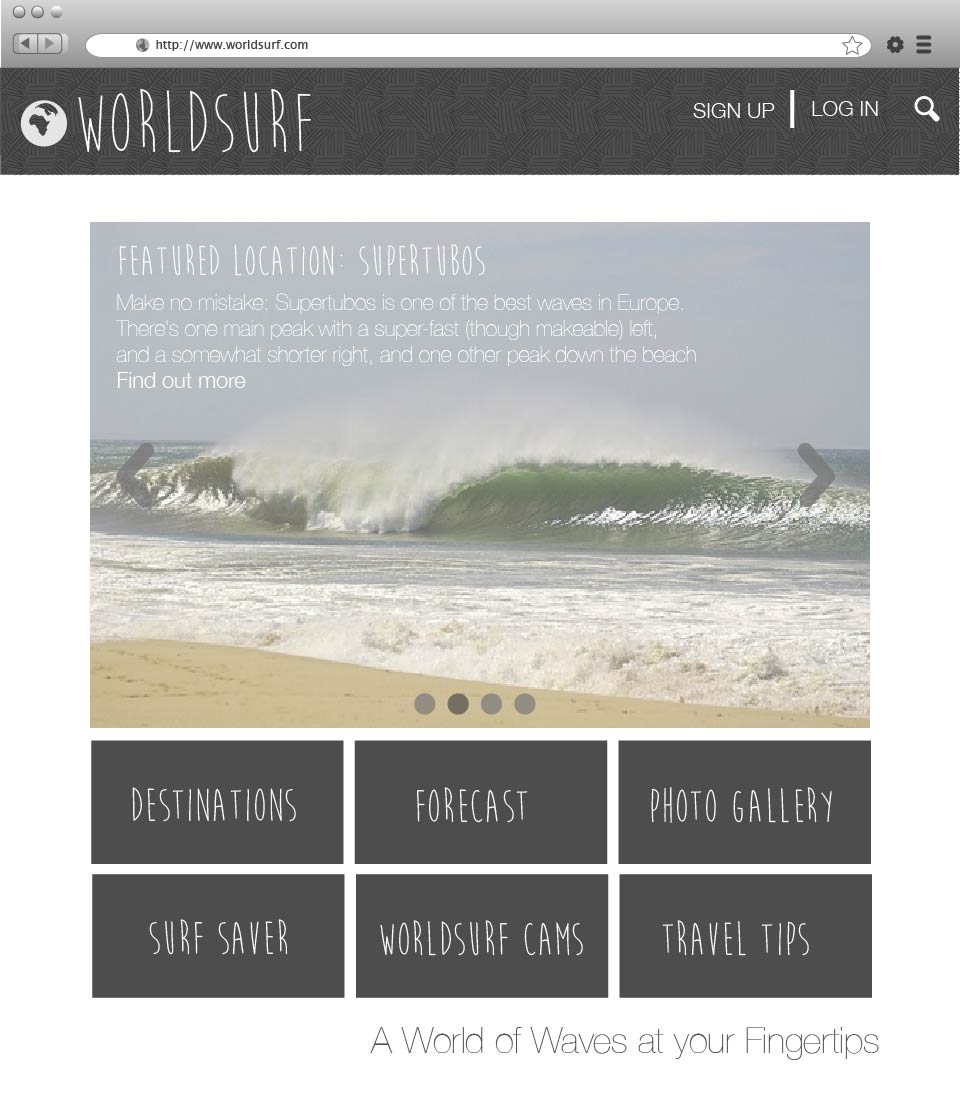 http://www.worldsurf.com
WORLDSURF
SIGN UP
LOG IN
FEATURED LOCATION: SUPERTUBOS
Make no mistake: Supertubos is one of the best waves in Europe.
There's one main peak with a super-fast (though makeable) left,
and a somewhat shorter right, and one other peak down the beach
Find out more
DESTINATIONS
FORECAST
PHOTO GALLERY
SURF SAVER
WORLDSURF CAMS
TRAVEL TIPS
A World of Waves at your Fingertips